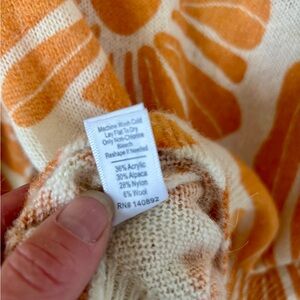 Machine Wash Cold
Lay Flat To Dry
Only Non-Chlorine
Bleach
Reshape If Needed
36% Acrylic
30% Alpaca
28% Nylon
6% Wool
RN# 140892